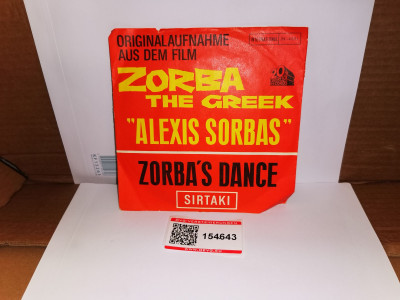 ORIGINALAUFNAHME
AUS DEM FILM
ZORBA
THE GREEK
"ALEXIS SORBAS"
ZORBA'S DANCE
SIRTAKI
154643